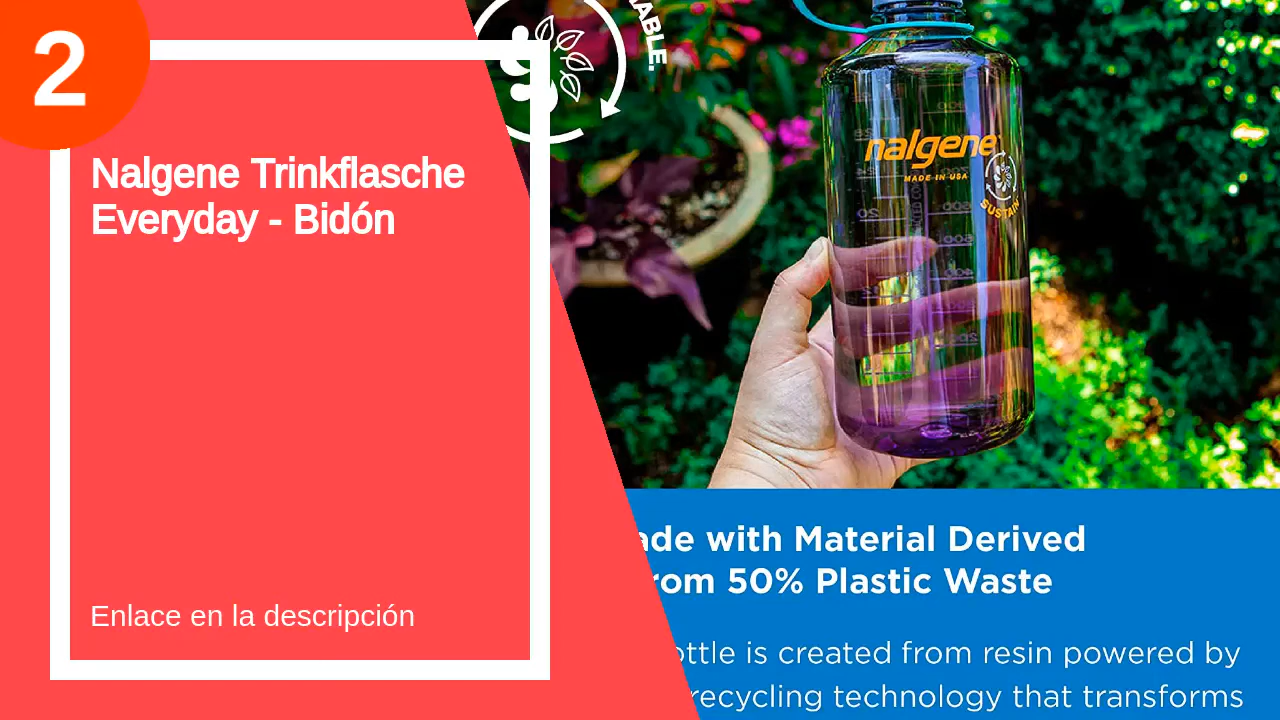 2
Nalgene Trinkflasche
Everyday - Bidón
Enlace en la descripción
ABLE.
nalgene
MADE IN USA
SUSTAIN
ade with Material Derived
rom 50% Plastic Waste
ottle is created from resin powered by
recycling technology that transforms